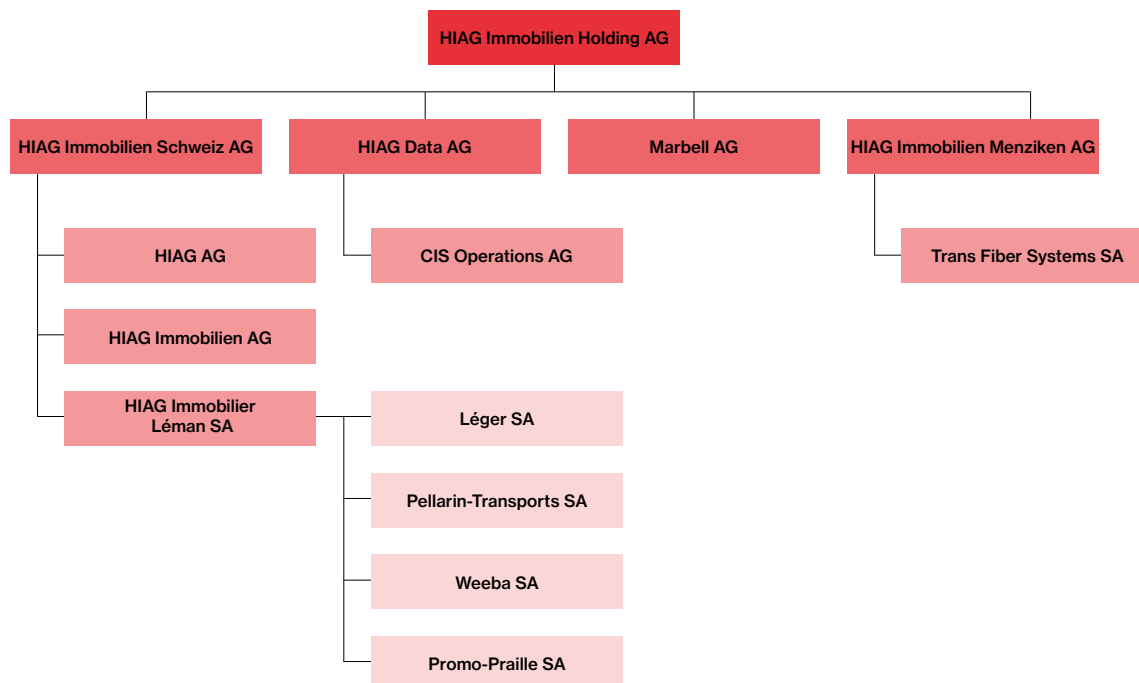 HIAG Immobilien Holding AG
HIAG Immobilien Schweiz AG
HIAG Data AG
Marbell AG
HIAG Immobilien Menziken AG
HIAG AG
CIS Operations AG
Trans Fiber Systems SA
HIAG Immobilien AG
HIAG Immobilier
Léman SA
Léger SA
Pellarin-Transports SA
Weeba SA
Promo-Praille SA